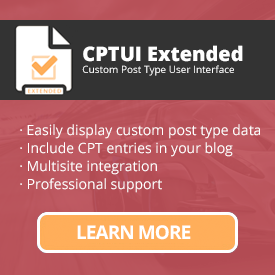 CPTUI Extended
Custom Post Type User Interface
EXTENDED
· Easily display custom post type data
· Include CPT entries in your blog
· Multisite integration
· Professional support
LEARN MORE